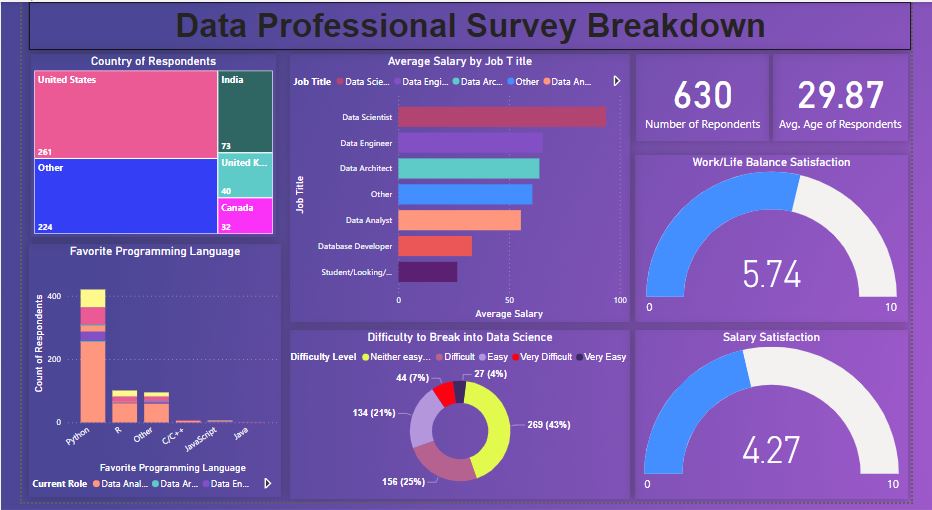 Data Professional Survey Breakdown
Country of Respondents
United States
261
Other
224
India
73
United K...
40
Canada
32
Average Salary by Job T itle
Job Title Data Scie... Data Engi... Data Arc... Other Data An...
Job Title
Data Scientist
Data Engineer
Data Architect
Other
Data Analyst
Database Developer
Student/Looking/...
0 50 100
Average Salary
630
Number of Repondents
29.87
Avg. Age of Respondents
Work/Life Balance Satisfaction
5.74
0 10
Favorite Programming Language
Count of Respondents
400
200
0
Python R Other C/C++ JavaScript Java
Favorite Programming Language
Current Role Data Anal... Data Ar... Data En...
Difficulty to Break into Data Science
Difficulty Level Neither easy... Difficult Easy Very Difficult Very Easy
27 (4%)
44 (7%)
134 (21%)
269 (43%)
156 (25%)
Salary Satisfaction
4.27
0 10